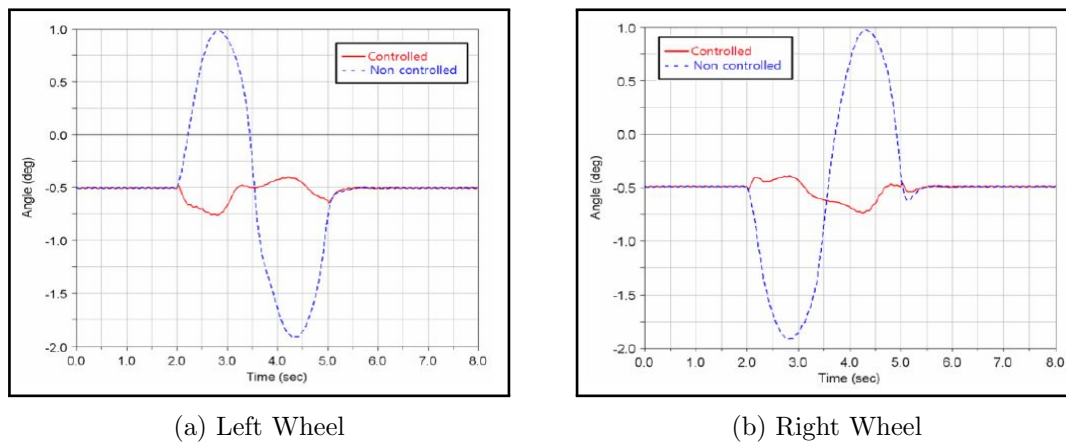 1.0
0.5
0.0
-0.5
-1.0
-1.5
-2.0
Angle (deg)
Controlled
Non controlled
0.0 1.0 2.0 3.0 4.0 5.0 6.0 7.0 8.0
Time (sec)
(a) Left Wheel
1.0
0.5
0.0
-0.5
-1.0
-1.5
-2.0
Angle (deg)
Controlled
Non controlled
0.0 1.0 2.0 3.0 4.0 5.0 6.0 7.0 8.0
Time (sec)
(b) Right Wheel